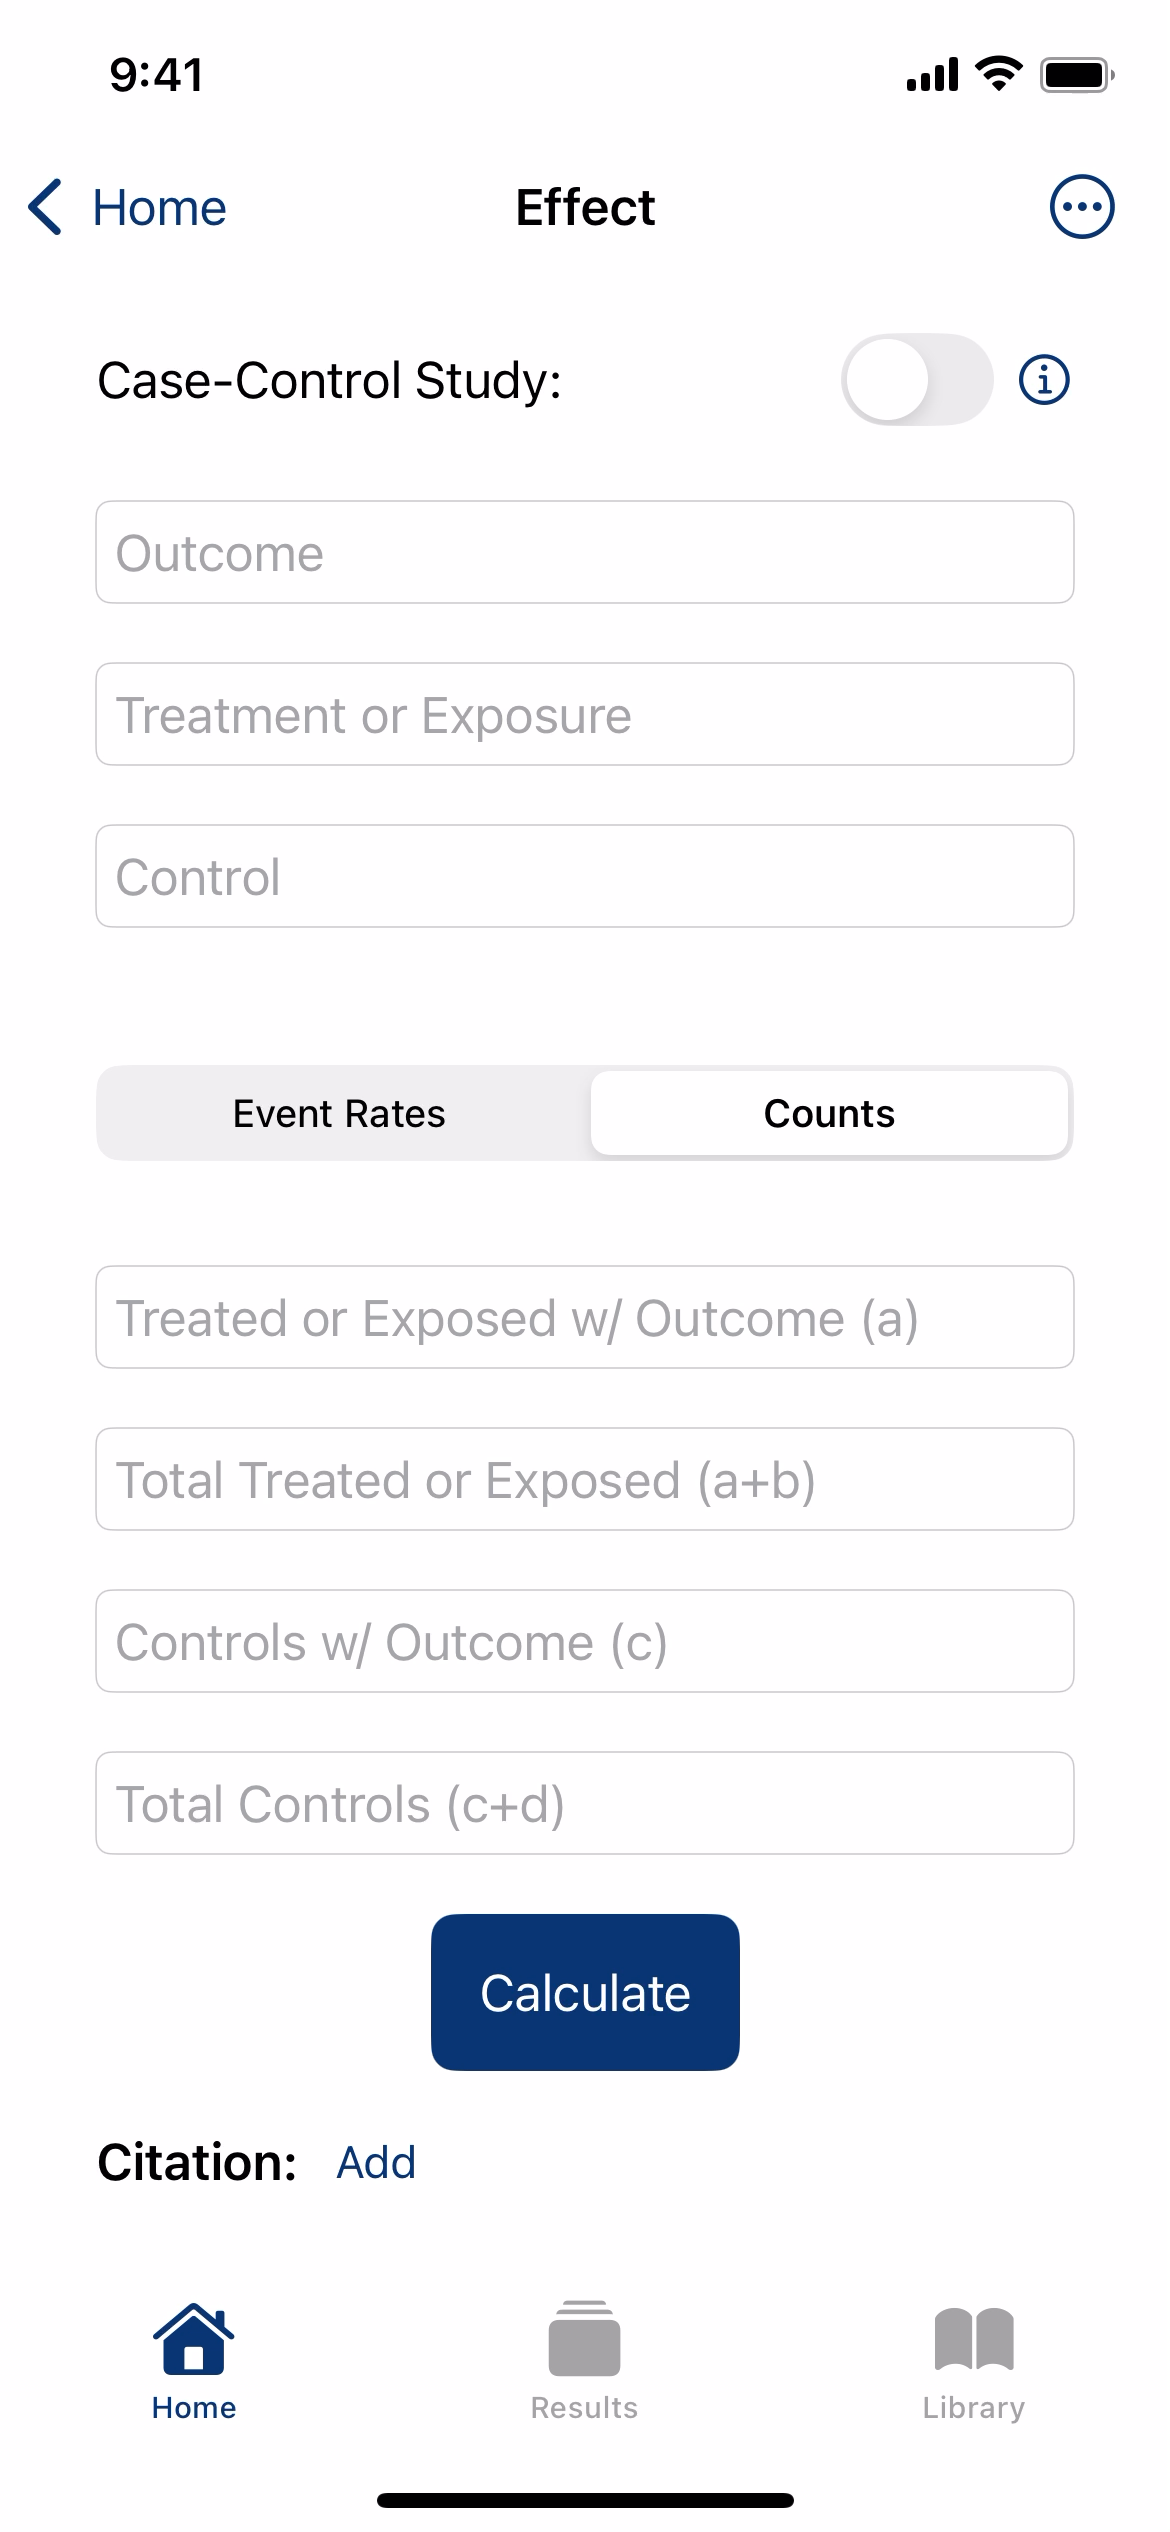 9:41
Home
Effect
Case-Control Study:
Outcome
Treatment or Exposure
Control
Event Rates
Counts
Treated or Exposed w/ Outcome (a)
Total Treated or Exposed (a+b)
Controls w/ Outcome (c)
Total Controls (c+d)
Calculate
Citation: Add
Home
Results
Library